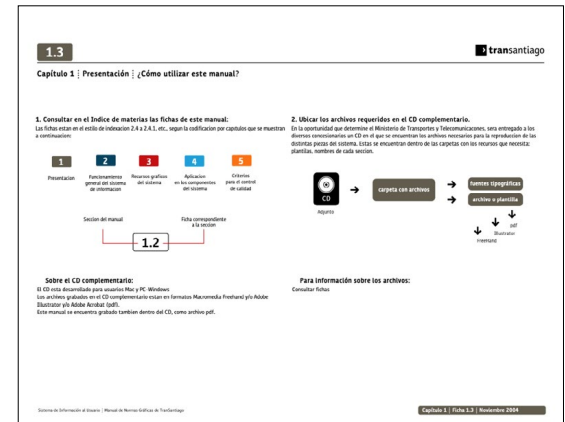 1.3
transantiago
Capítulo 1 ¦ Presentación ¦ ¿Cómo utilizar este manual?
1. Consultar en el Indice de materias las fichas de este manual:
Las fichas estan en el estilo de indexacion 2.4 a 2.4.1, etc., segun la codificacion por capitulos que se muestran
a continuacion:
1
2
3
4
5
Presentacion
Funcionamiento
general del sistema
de informacion
Recursos graficos
del sistema
Aplicacion
en los componentes
del sistema
Criterios
para el control
de calidad
Seccion del manual
Ficha correspondiente
a la seccion
1.2
Sobre el CD complementario:
El CD esta desarrollado para usuarios Mac y PC-Windows
Los archivos grabados en el CD complementario estan en formatos Macromedia Freehand y/o Adobe
Illustrator y/o Adobe Acrobat (pdf).
Este manual se encuentra grabado tambien dentro del CD, como archivo pdf.
2. Ubicar los archivos requeridos en el CD complementario.
En la oportunidad que determine el Ministerio de Transportes y Telecomunicaciones, sera entregado a los
diversos concesionarios un CD en el que se encuentran los archivos necesarios para la reproduccion de las
distintas piezas del sistema. Estas se encuentran dentro de las carpetas con los recursos que necesita:
plantillas, nombres de cada seccion.
CD
Adjunto
carpeta con archivos
fuentes tipográficas
archivo o plantilla
pdf
Illustrator
FreeHand
Para información sobre los archivos:
Consultar fichas
Sistema de Información al Usuario | Manual de Normas Gráficas de TranSantiago
Capítulo 1 | Ficha 1.3 | Noviembre 2004